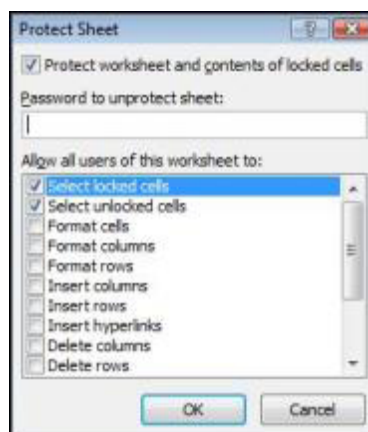 Protect Sheet
Protect worksheet and contents of locked cells
Password to unprotect sheet:
Allow all users of this worksheet to:
Select locked cells
Select unlocked cells
Format cells
Format columns
Format rows
Insert columns
Insert rows
Insert hyperlinks
Delete columns
Delete rows
OK Cancel